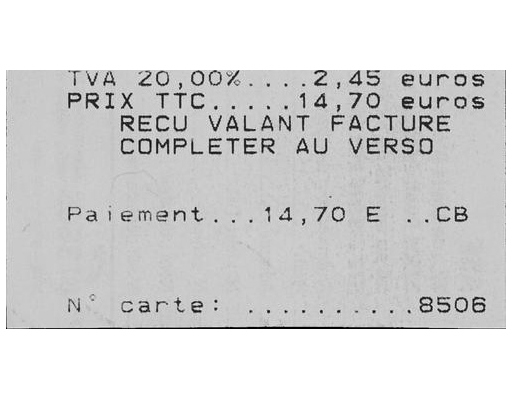 TVA 20,00%....2,45 euros
PRIX TTC.....14,70 euros
RECU VALANT FACTURE
COMPLETER AU VERSO
Paiement...14,70 E ..CB
N° carte: ..........8506